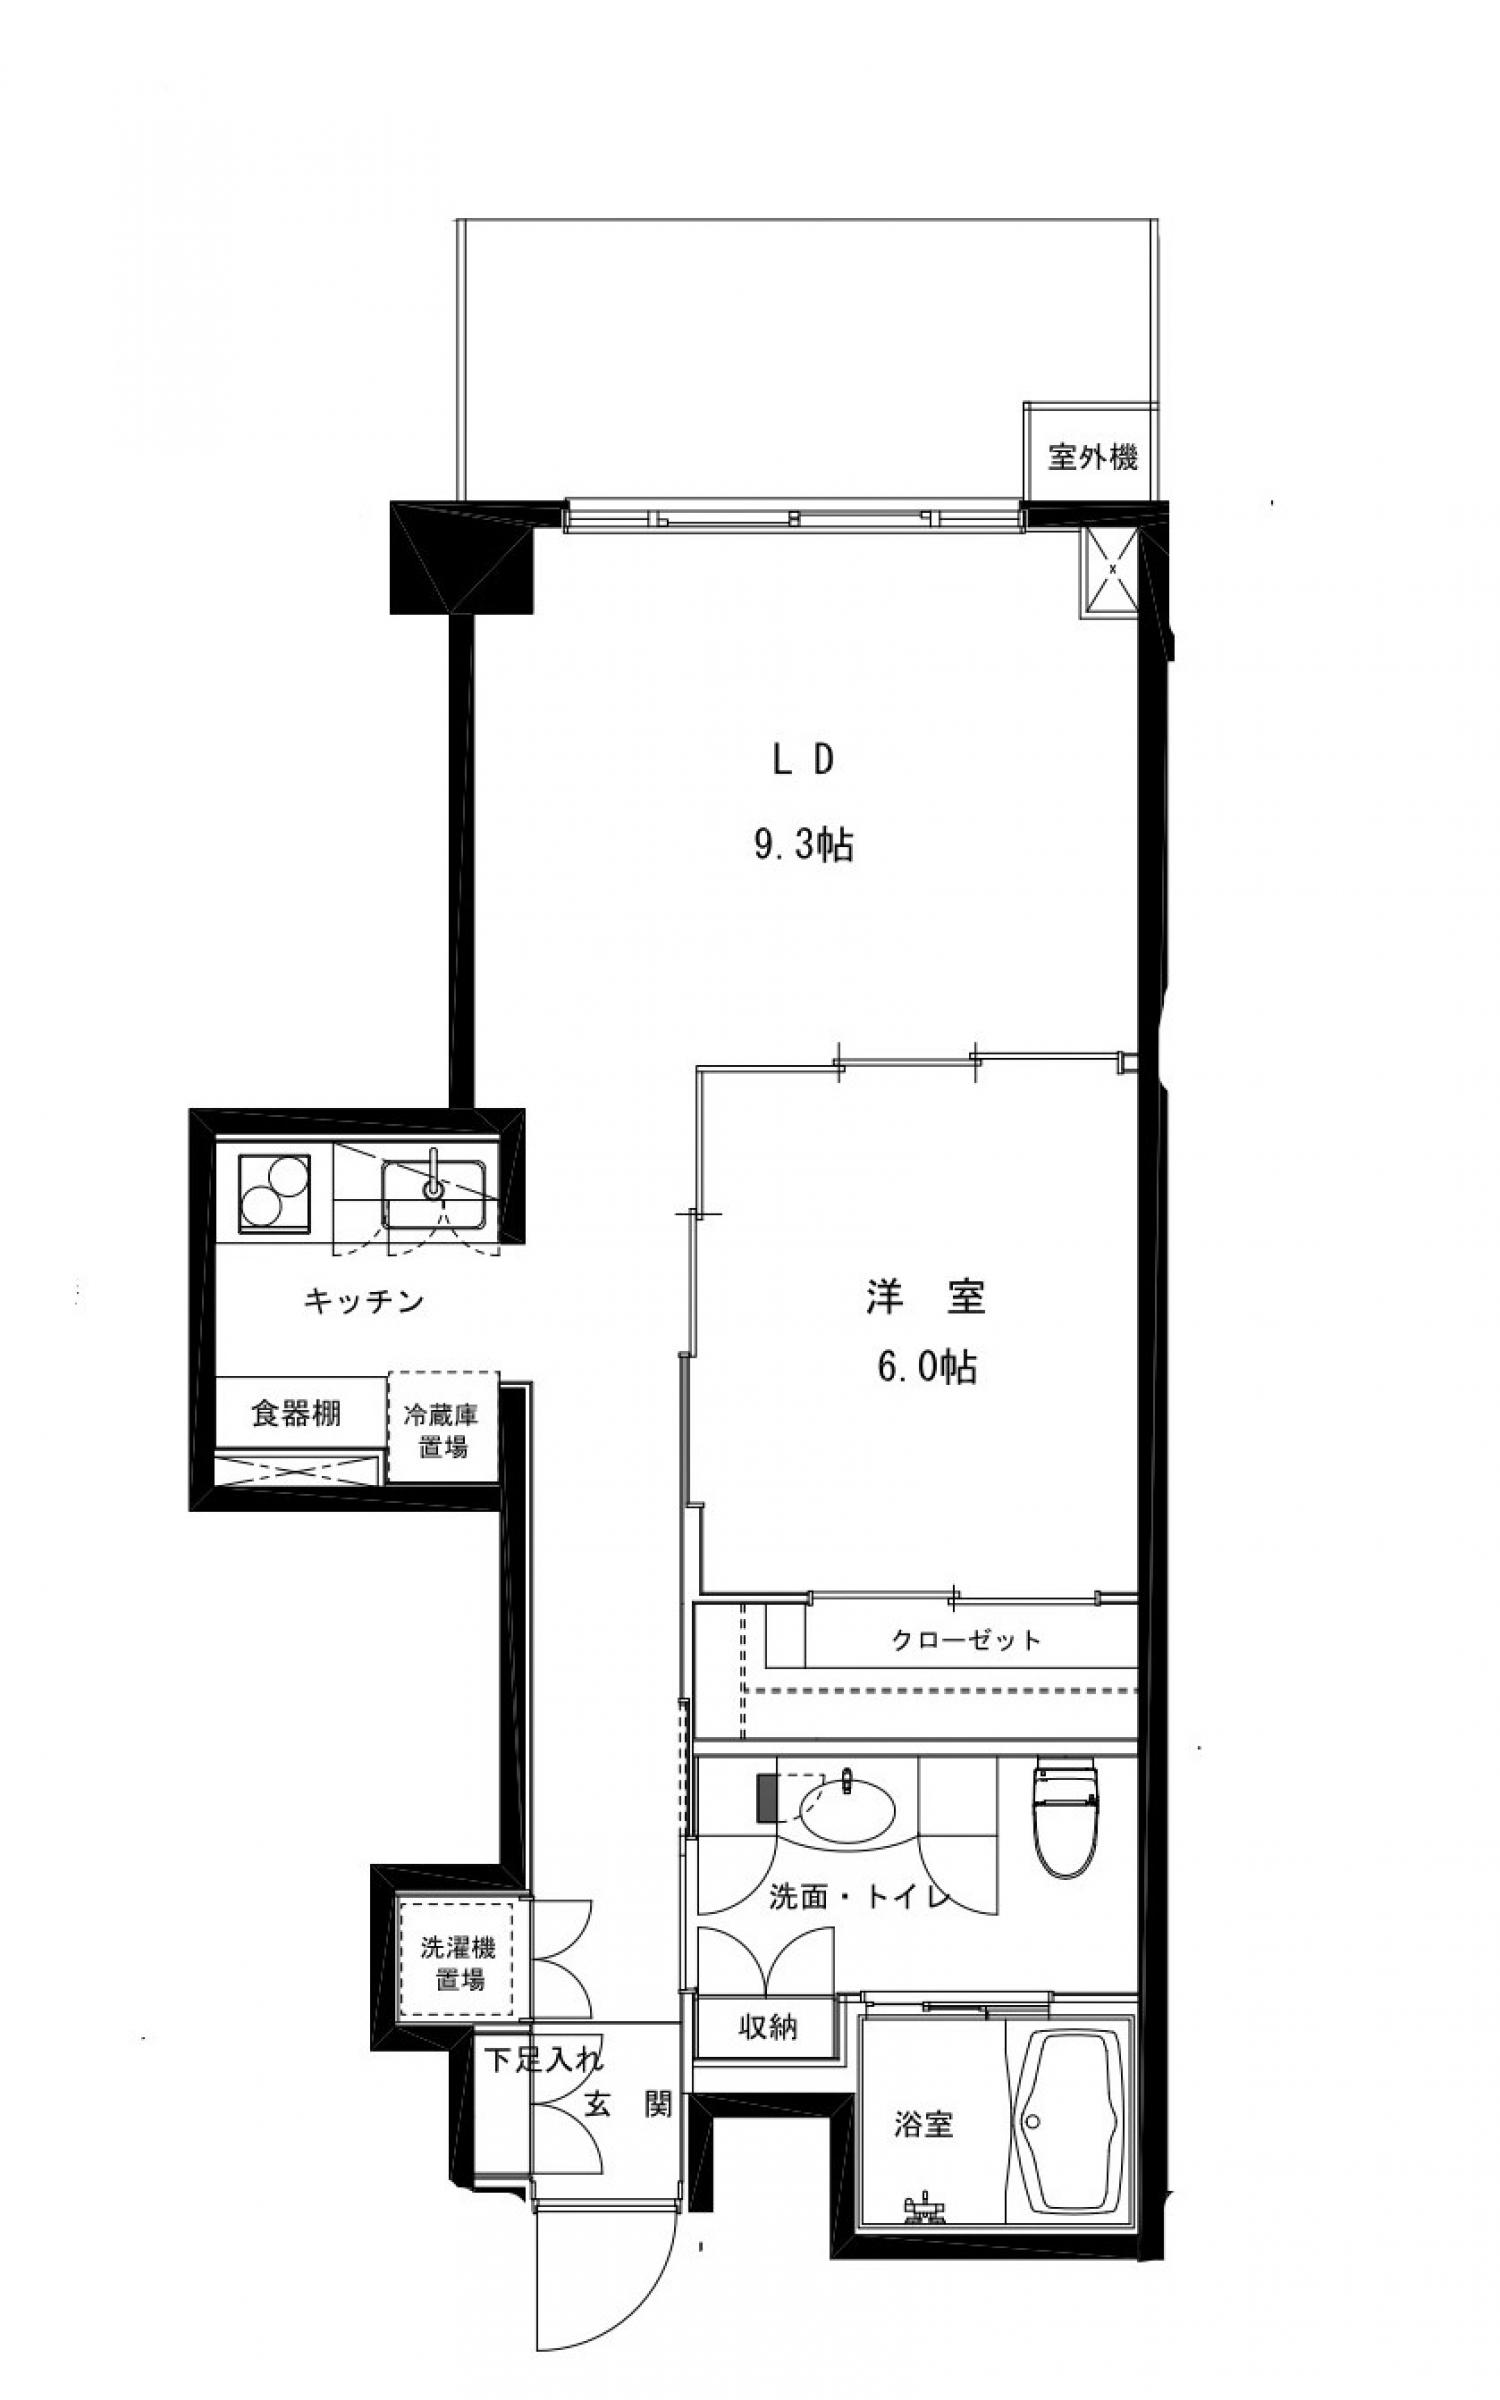 室外機
LD
9.3帖
キッチン
洋 室
6.0帖
食器棚
冷蔵庫
置場
クローゼット
洗面・トイレ
洗濯機
置場
収納
下足入れ
玄 関
浴室